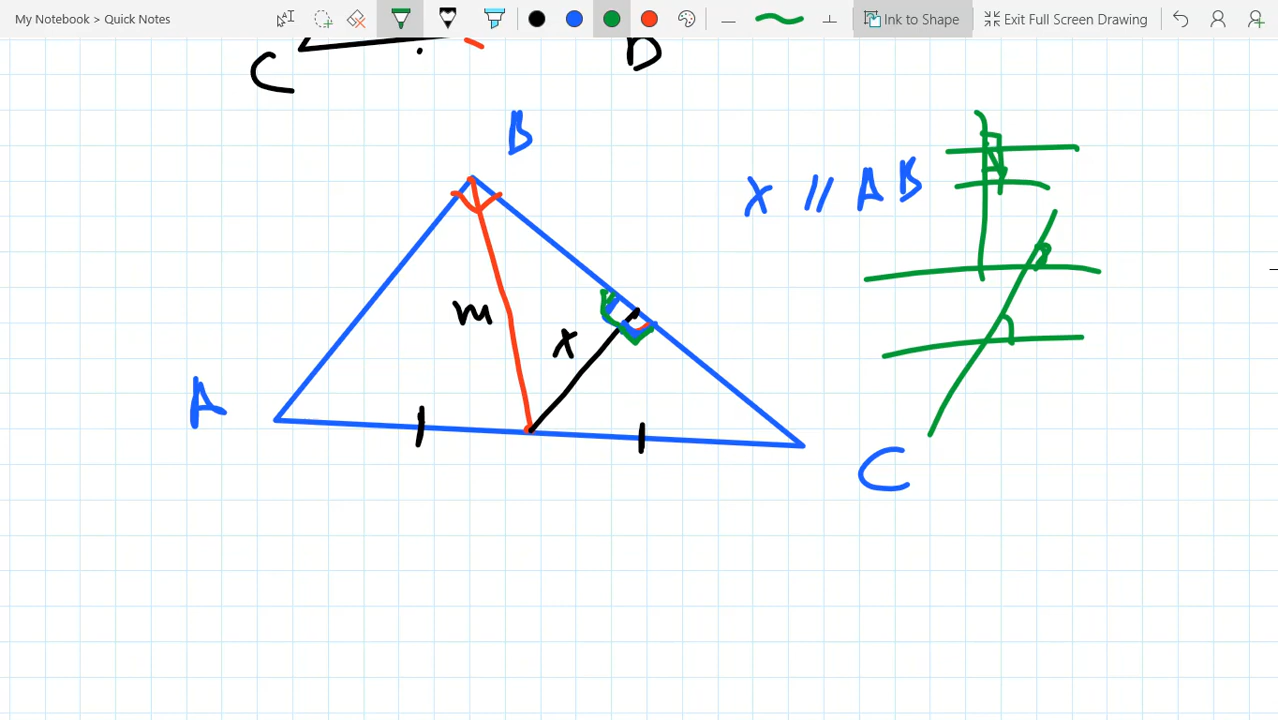 My Notebook > Quick Notes
Ink to Shape
Exit Full Screen Drawing
C
D
B
x // AB
m
x
A
C